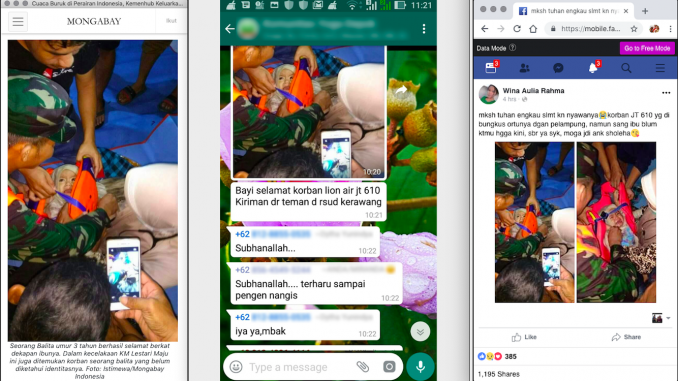 Cuaca Buruk di Perairan Indonesia, Kemenhub Keluarka...
MONGABAY
Ikut
Seorang Balita umur 3 tahun berhasil selamat berkat
dekapan Ibunya. Dalam kecelakaan KM Lestari Maju
ini juga ditemukan korban seorang balita yang belum
diketahui identitasnya. Foto: Istimewa/Mongabay
Indonesia
11:21
10:20
Bayi selamat korban lion air jt 610
Kiriman dr teman d rsud kerawang
10:21
+62
Subhanallah...
10:22
+62
Subhanallah.... terharu sampai
pengen nangis
10:22
+62
iya ya,mbak
10:22
Type a message
mksh tuhan engkau slmt kn nya
https://mobile.fa...
Data Mode
Go to Free Mode
3
3
Wina Aulia Rahma
4 hrs
mksh tuhan engkau slmt kn nyawanya😭korban JT 610 yg di
bungkus ortunya dgan pelampung, namun sang ibu blum
ktmu hgga kini, sbr ya syk, moga jdi ank sholeha😘
Like
Share
385
1,195 Shares